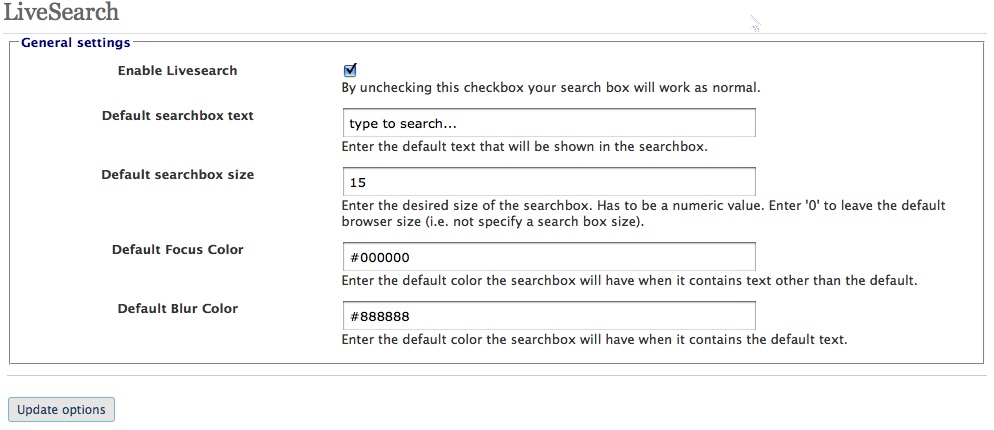 LiveSearch
General settings
Enable Livesearch
By unchecking this checkbox your search box will work as normal.
Default searchbox text
type to search...
Enter the default text that will be shown in the searchbox.
Default searchbox size
15
Enter the desired size of the searchbox. Has to be a numeric value. Enter '0' to leave the default
browser size (i.e. not specify a search box size).
Default Focus Color
#000000
Enter the default color the searchbox will have when it contains text other than the default.
Default Blur Color
#888888
Enter the default color the searchbox will have when it contains the default text.
Update options